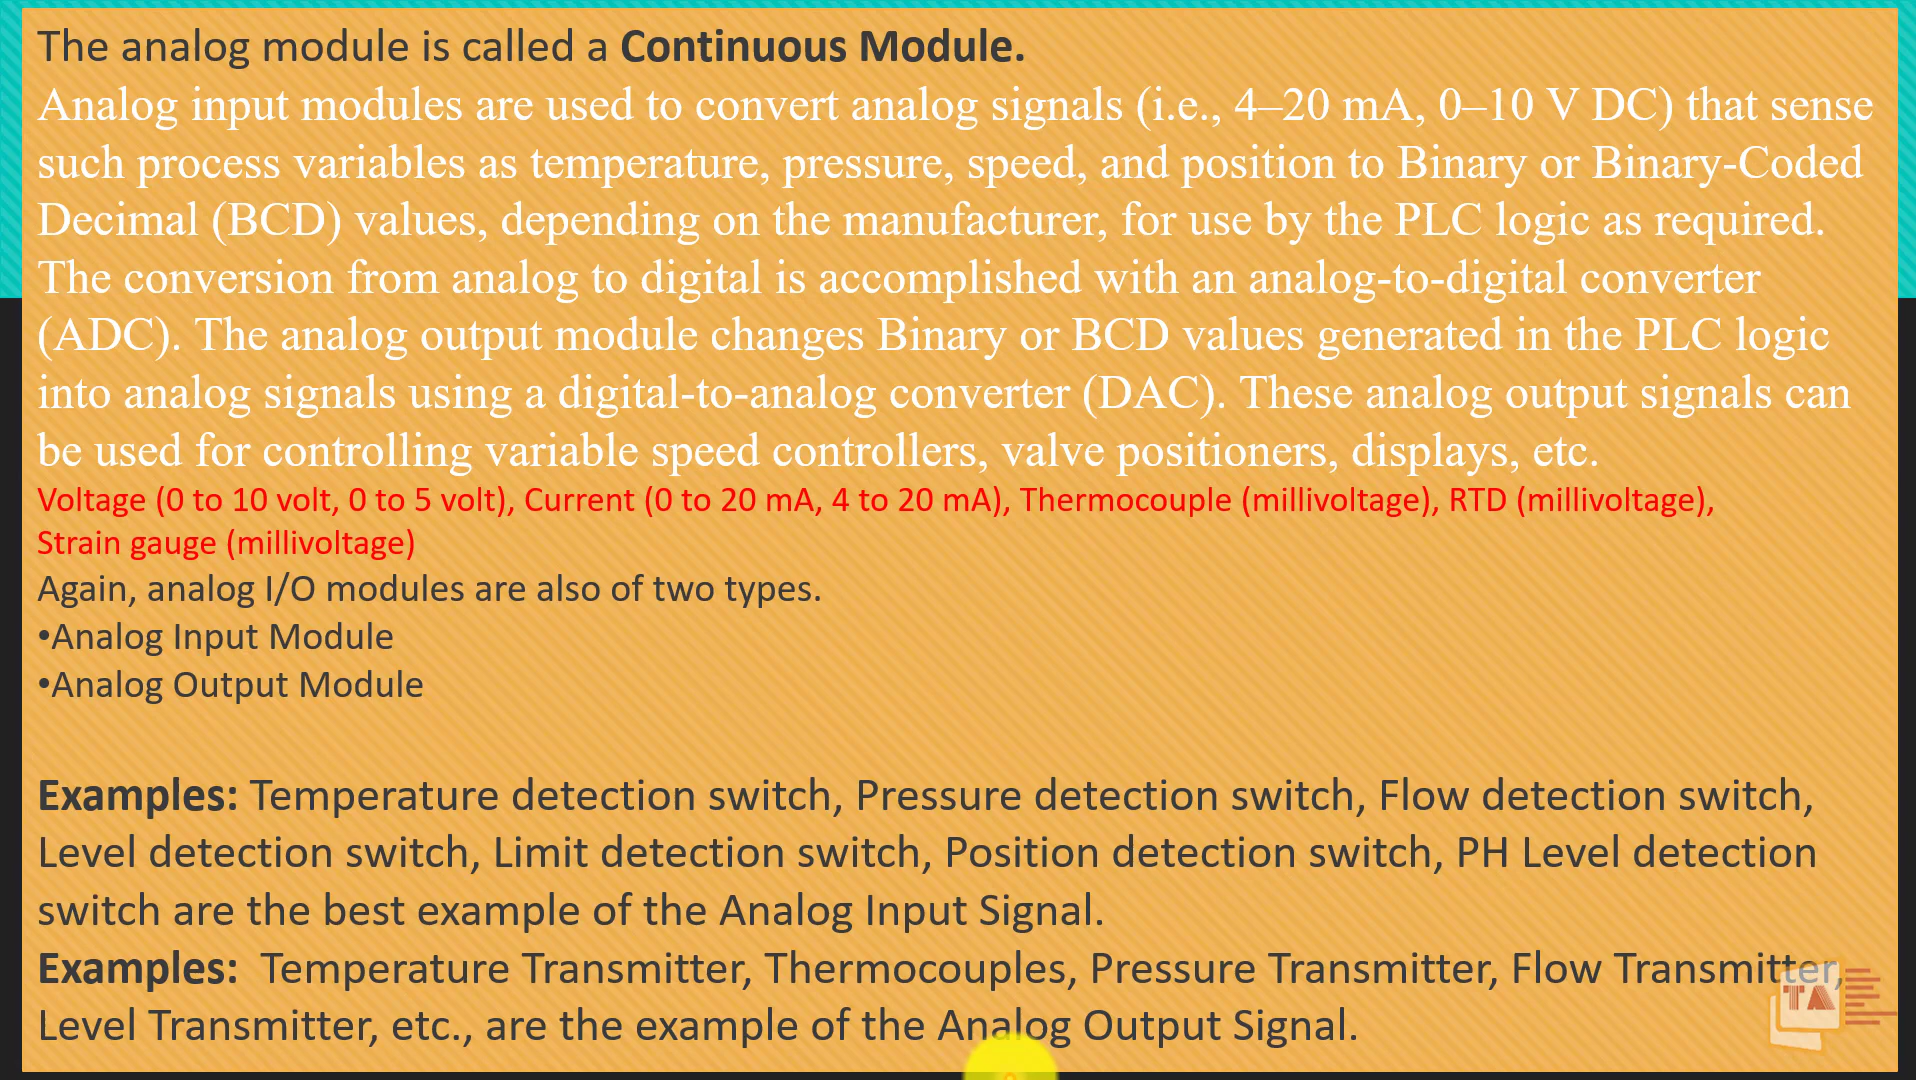 The analog module is called a Continuous Module.
Analog input modules are used to convert analog signals (i.e., 4–20 mA, 0–10 V DC) that sense
such process variables as temperature, pressure, speed, and position to Binary or Binary-Coded
Decimal (BCD) values, depending on the manufacturer, for use by the PLC logic as required.
The conversion from analog to digital is accomplished with an analog-to-digital converter
(ADC). The analog output module changes Binary or BCD values generated in the PLC logic
into analog signals using a digital-to-analog converter (DAC). These analog output signals can
be used for controlling variable speed controllers, valve positioners, displays, etc.
Voltage (0 to 10 volt, 0 to 5 volt), Current (0 to 20 mA, 4 to 20 mA), Thermocouple (millivoltage), RTD (millivoltage),
Strain gauge (millivoltage)
Again, analog I/O modules are also of two types.
•Analog Input Module
•Analog Output Module
Examples: Temperature detection switch, Pressure detection switch, Flow detection switch,
Level detection switch, Limit detection switch, Position detection switch, PH Level detection
switch are the best example of the Analog Input Signal.
Examples: Temperature Transmitter, Thermocouples, Pressure Transmitter, Flow Transmitter,
Level Transmitter, etc., are the example of the Analog Output Signal.
TA